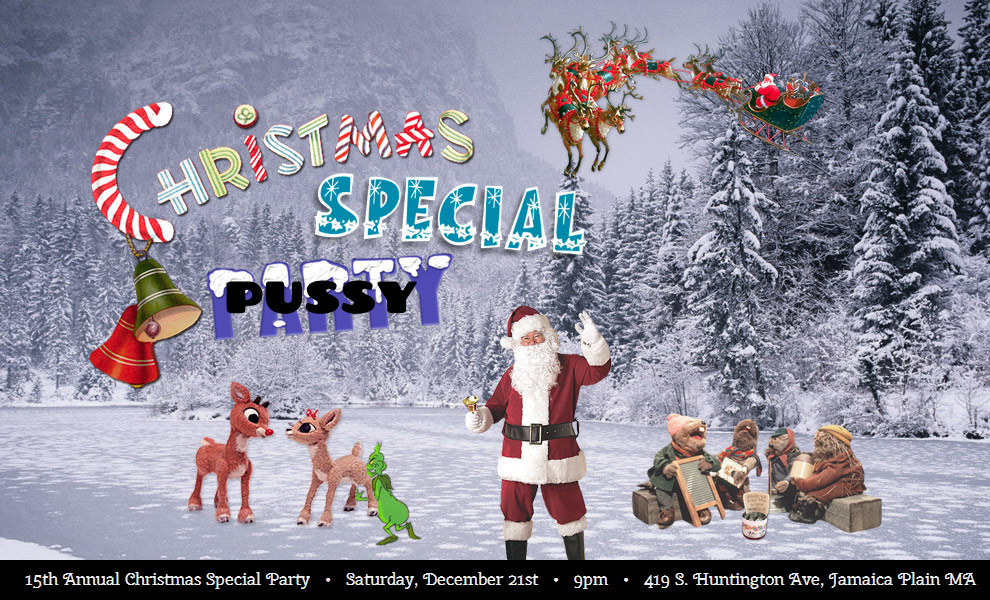 CHRISTMAS
SPECIAL
PARTY
PUSSY
15th Annual Christmas Special Party • Saturday, December 21st • 9pm • 419 S. Huntington Ave, Jamaica Plain MA